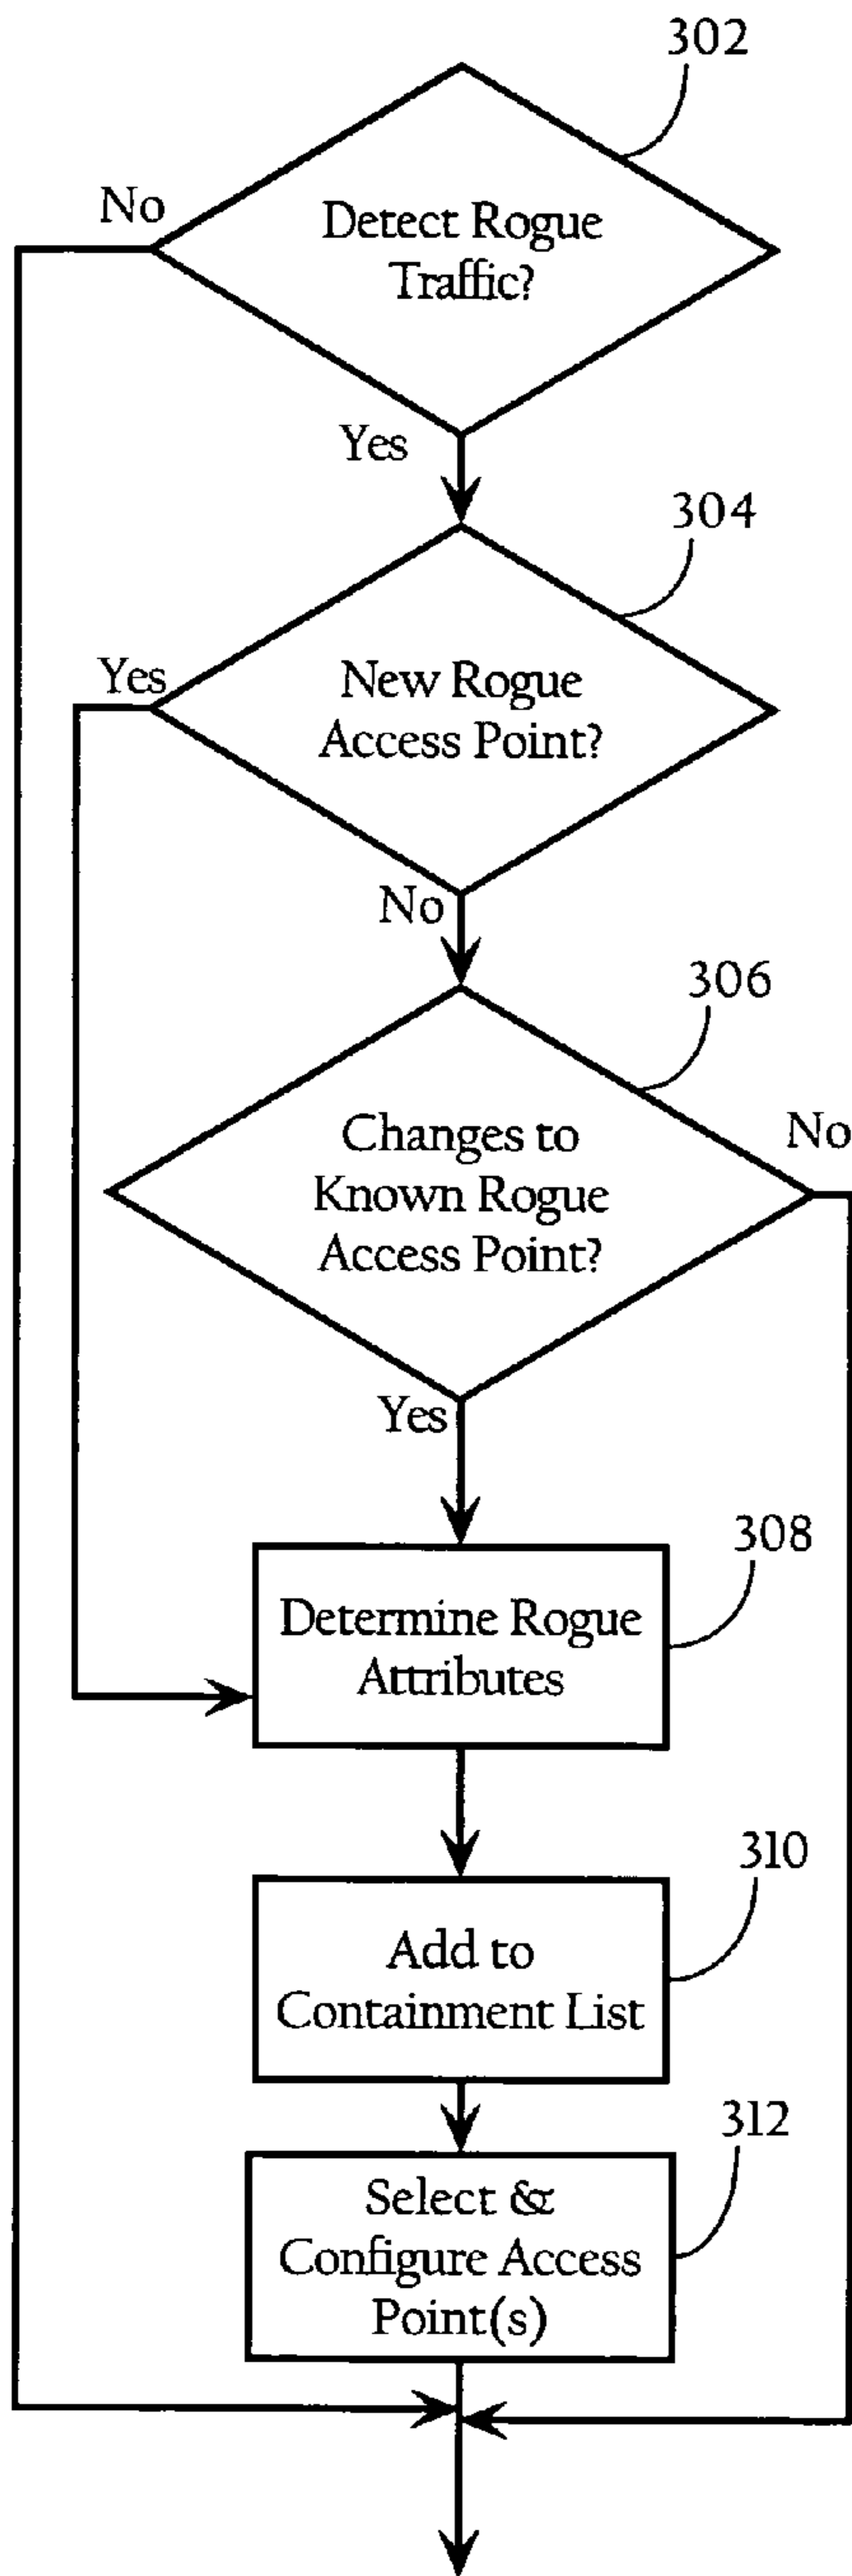 302
No
Detect Rogue
Traffic?
Yes
304
Yes
New Rogue
Access Point?
No
306
Changes to
Known Rogue
Access Point?
No
Yes
308
Determine Rogue
Attributes
310
Add to
Containment List
312
Select &
Configure Access
Point(s)